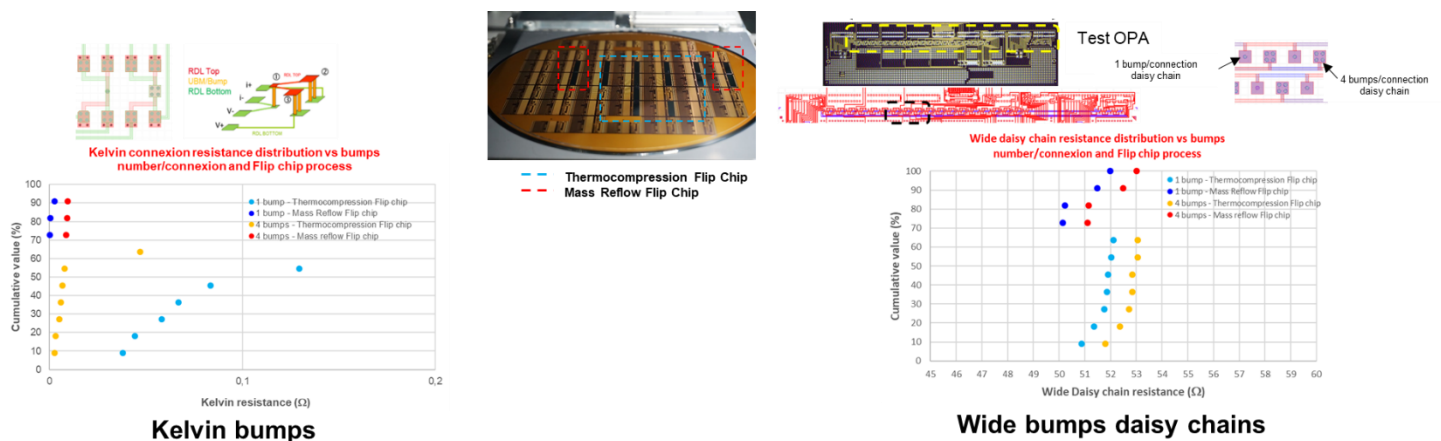 RDL Top
UBM/Bump
RDL Bottom
i+
i-
V-
V+
①
②
③
RDL TOP
RDL BOTTOM
Kelvin connexion resistance distribution vs bumps
number/connexion and Flip chip process
Cumulative value (%)
100
90
80
70
60
50
40
30
20
10
0
0,1
0,2
1 bump - Thermocompression Flip chip
1 bump - Mass Reflow Flip chip
4 bumps - Thermocompression Flip chip
4 bumps - Mass reflow Flip chip
Kelvin resistance (Ω)
Kelvin bumps
Thermocompression Flip Chip
Mass Reflow Flip Chip
Test OPA
1 bump/connection
daisy chain
4 bumps/connection
daisy chain
Wide daisy chain resistance distribution vs bumps
number/connexion and Flip chip process
Cumulative value (%)
100
90
80
70
60
50
40
30
20
10
0
45 46 47 48 49 50 51 52 53 54 55 56 57 58 59 60
1 bump - Thermocompression Flip chip
1 bump - Mass Reflow Flip chip
4 bumps - Thermocompression Flip chip
4 bumps - Mass reflow Flip chip
Wide Daisy chain resistance (Ω)
Wide bumps daisy chains